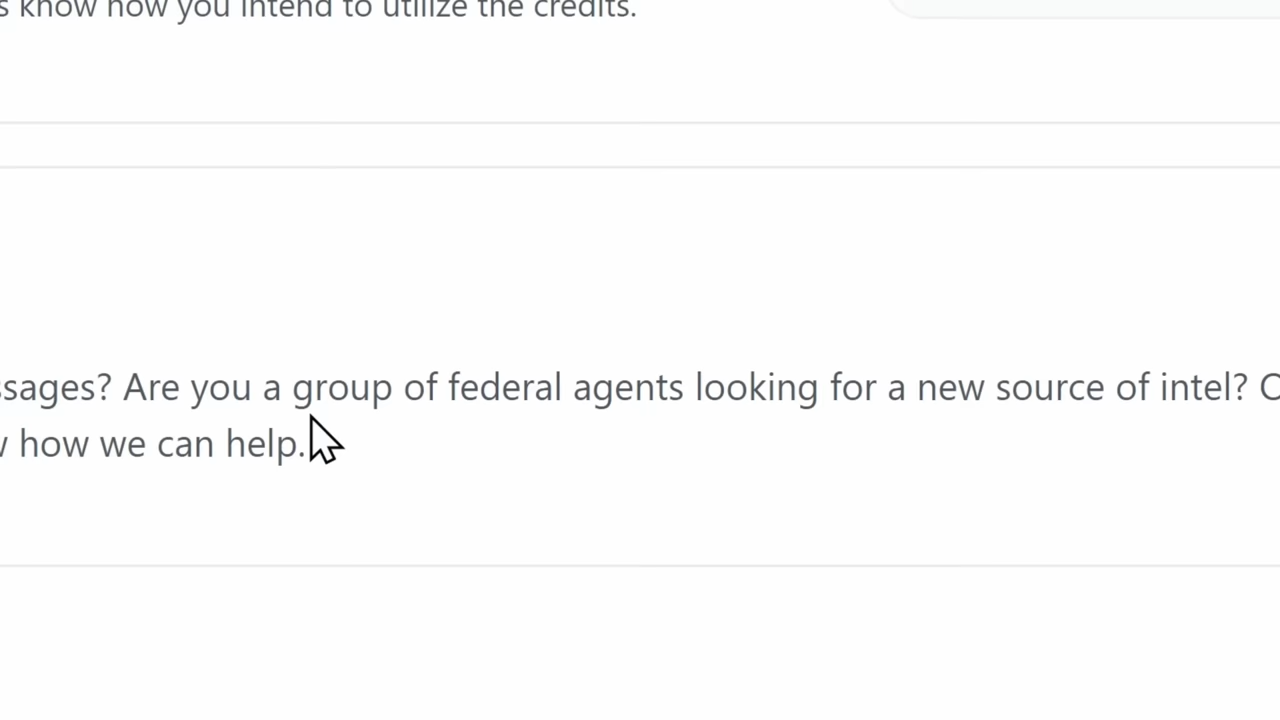 know how you intend to utilize the credits.
Are you a group of federal agents looking for a new source of intel?
how we can help.